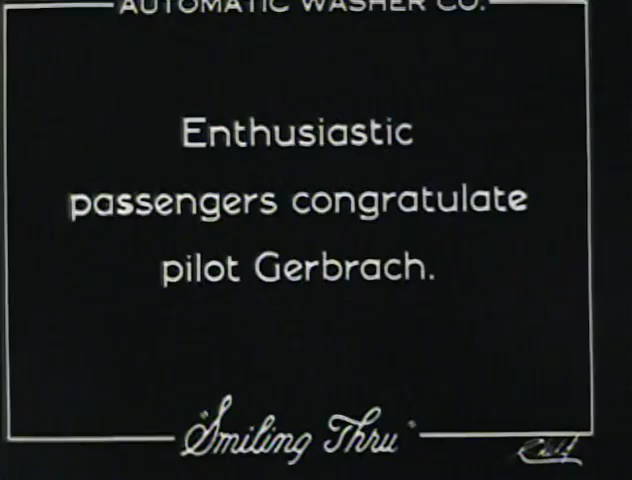 AUTOMATIC WASHER CO.
Enthusiastic
passengers congratulate
pilot Gerbrach.
"Smiling Thru"